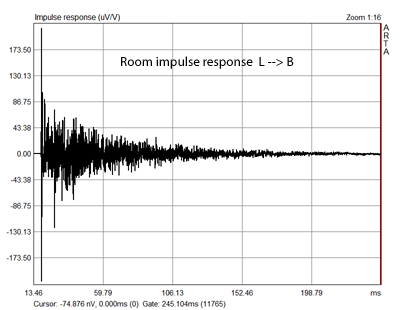 Impulse response (uV/V) Zoom 1:16
ARTA
Room impulse response L --> B
173.50
130.13
86.75
43.38
0.00
-43.38
-86.75
-130.13
-173.50
13.46 59.79 106.13 152.46 198.79 ms
Cursor: -74.876 nV, 0.000ms (0) Gate: 245.104ms (11765)